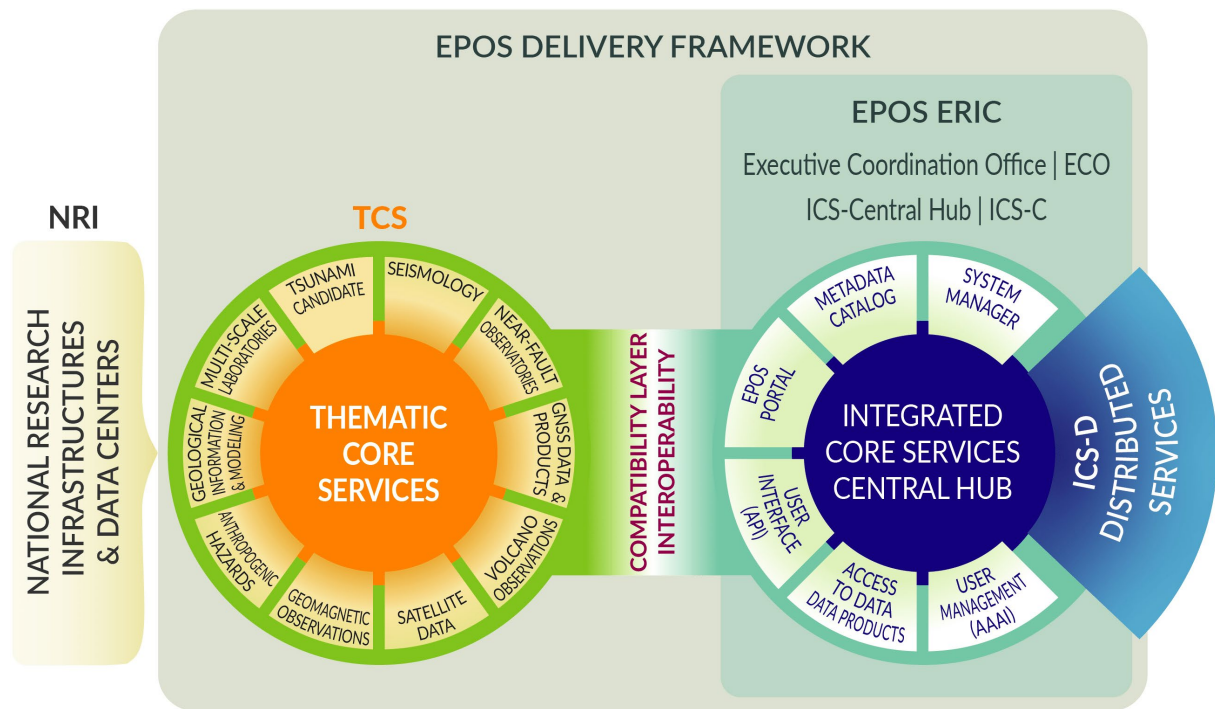 EPOS DELIVERY FRAMEWORK
EPOS ERIC
Executive Coordination Office | ECO
ICS-Central Hub | ICS-C
NRI
NATIONAL RESEARCH
INFRASTRUCTURES
& DATA CENTERS
TCS
THEMATIC
CORE
SERVICES
TSUNAMI
CANDIDATE
SEISMOLOGY
NEAR-FAULT
OBSERVATORIES
GNSS DATA &
PRODUCTS
VOLCANO
OBSERVATIONS
SATELLITE
DATA
GEOMAGNETIC
OBSERVATIONS
ANTHROPOGENIC
HAZARDS
GEOLOGICAL
INFORMATION
& MODELING
MULTI-SCALE
LABORATORIES
COMPATIBILITY LAYER
INTEROPERABILITY
INTEGRATED
CORE SERVICES
CENTRAL HUB
METADATA
CATALOG
SYSTEM
MANAGER
EPOS
PORTAL
USER
INTERFACE
(API)
ACCESS
TO DATA
DATA PRODUCTS
USER
MANAGEMENT
(AAAI)
ICS-D
DISTRIBUTED
SERVICES